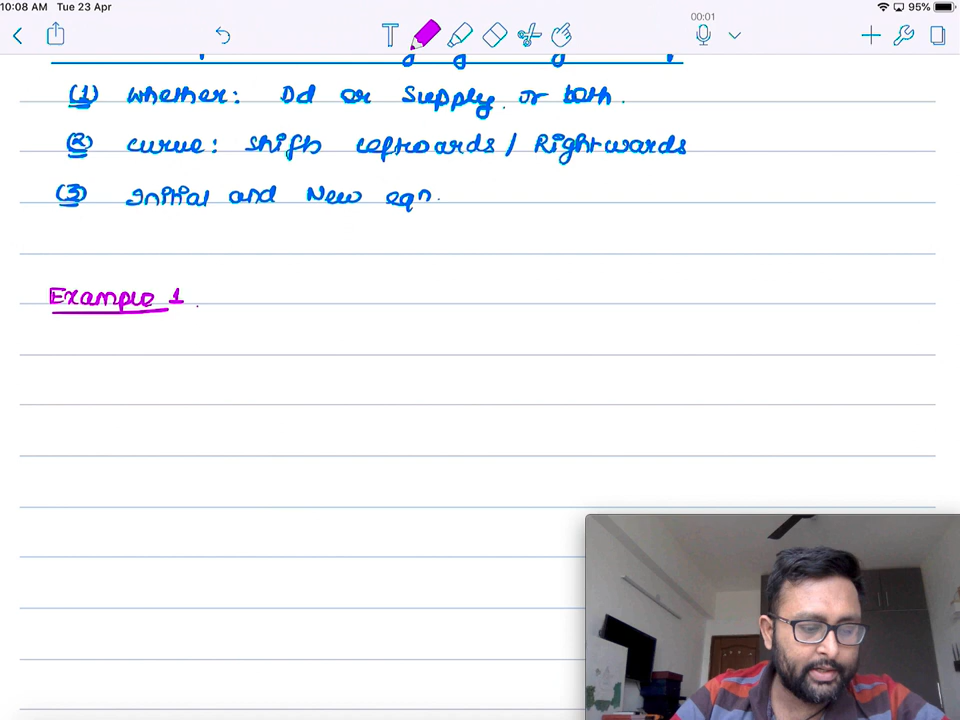 10:08 AM Tue 23 Apr
95%
00:01
T
(1) whether: Dd or Supply or both.
(2) curve: Shifts leftwards / Rightwards
(3) Initial and New eqn.
Example 1.